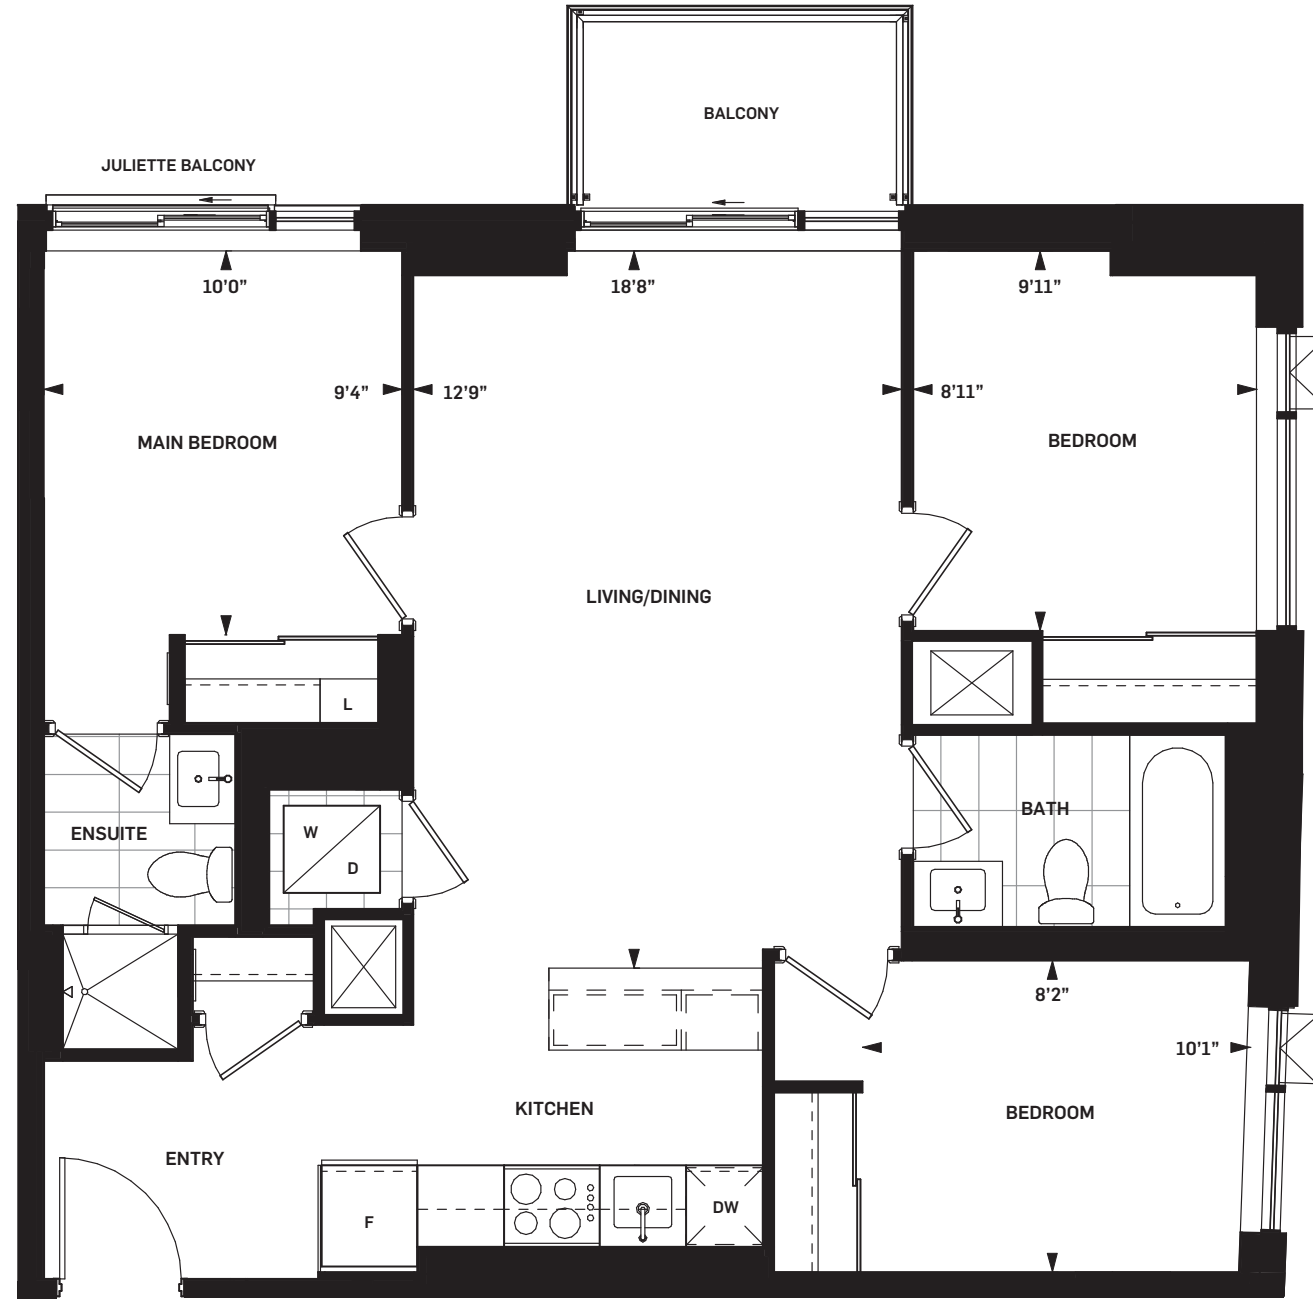 BALCONY
JULIETTE BALCONY
10'0"
18'8"
9'11"
9'4"
12'9"
8'11"
MAIN BEDROOM
BEDROOM
LIVING/DINING
L
W
D
ENSUITE
BATH
8'2"
10'1"
KITCHEN
BEDROOM
ENTRY
F
DW